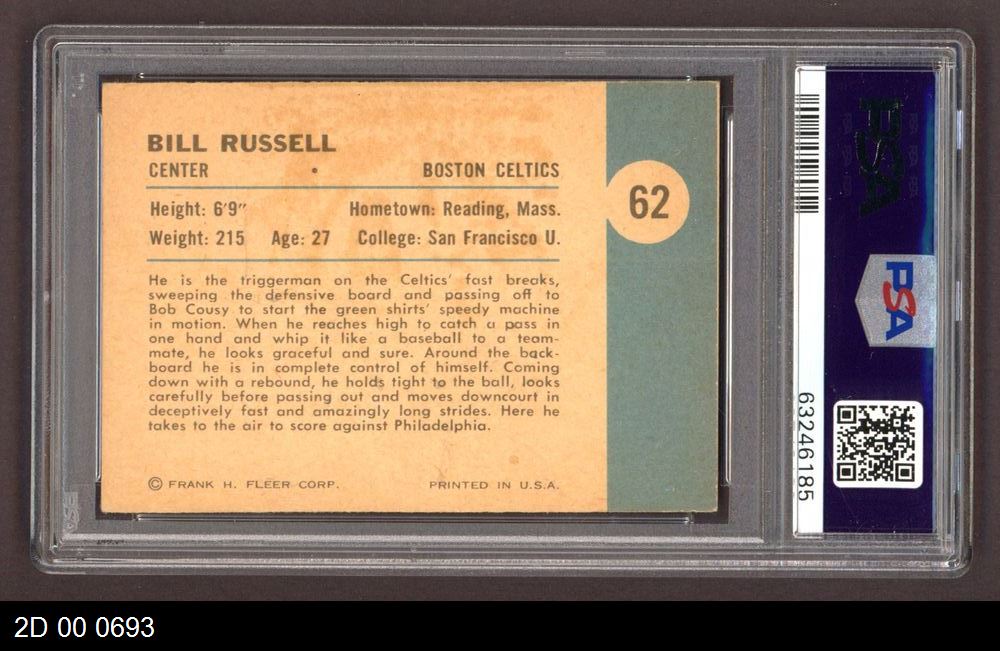 BILL RUSSELL
CENTER • BOSTON CELTICS
Height: 6'9" Hometown: Reading, Mass.
Weight: 215 Age: 27 College: San Francisco U.
62
He is the triggerman on the Celtics' fast breaks,
sweeping the defensive board and passing off to
Bob Cousy to start the green shirts' speedy machine
in motion. When he reaches high to catch a pass in
one hand and whip it like a baseball to a team-
mate, he looks graceful and sure. Around the back-
board he is in complete control of himself. Coming
down with a rebound, he holds tight to the ball, looks
carefully before passing out and moves downcourt in
deceptively fast and amazingly long strides. Here he
takes to the air to score against Philadelphia.
© FRANK H. FLEER CORP. PRINTED IN U.S.A.
PSA
PSA
63246185
2D 00 0693